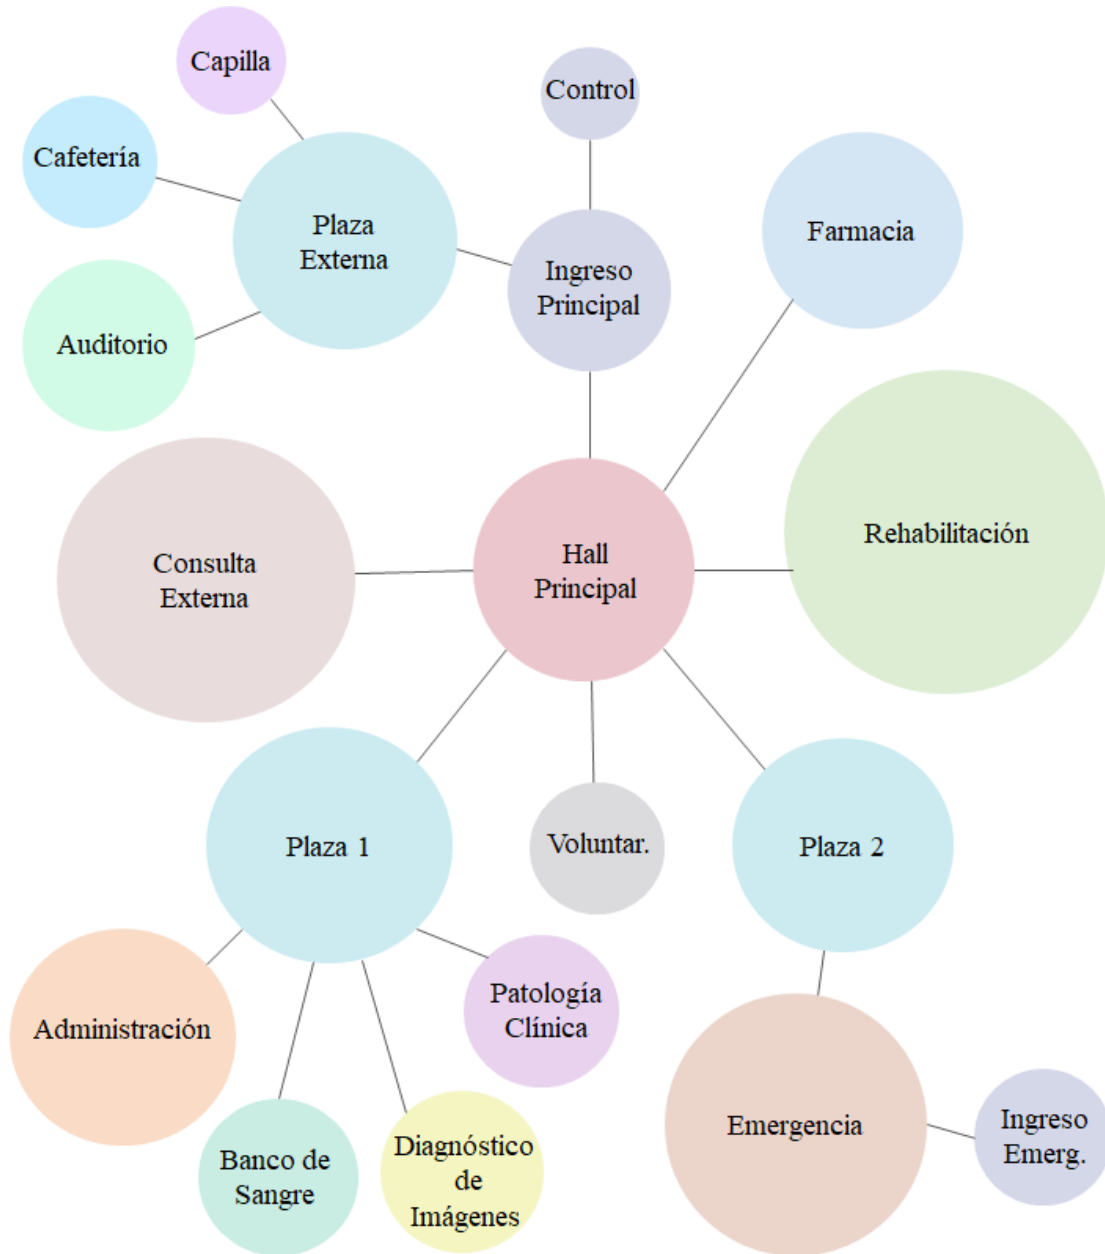 Capilla
Control
Cafetería
Plaza
Externa
Farmacia
Ingreso
Principal
Auditorio
Consulta
Externa
Hall
Principal
Rehabilitación
Plaza 1
Voluntar.
Plaza 2
Administración
Patología
Clínica
Banco de
Sangre
Diagnóstico
de
Imágenes
Emergencia
Ingreso
Emerg.